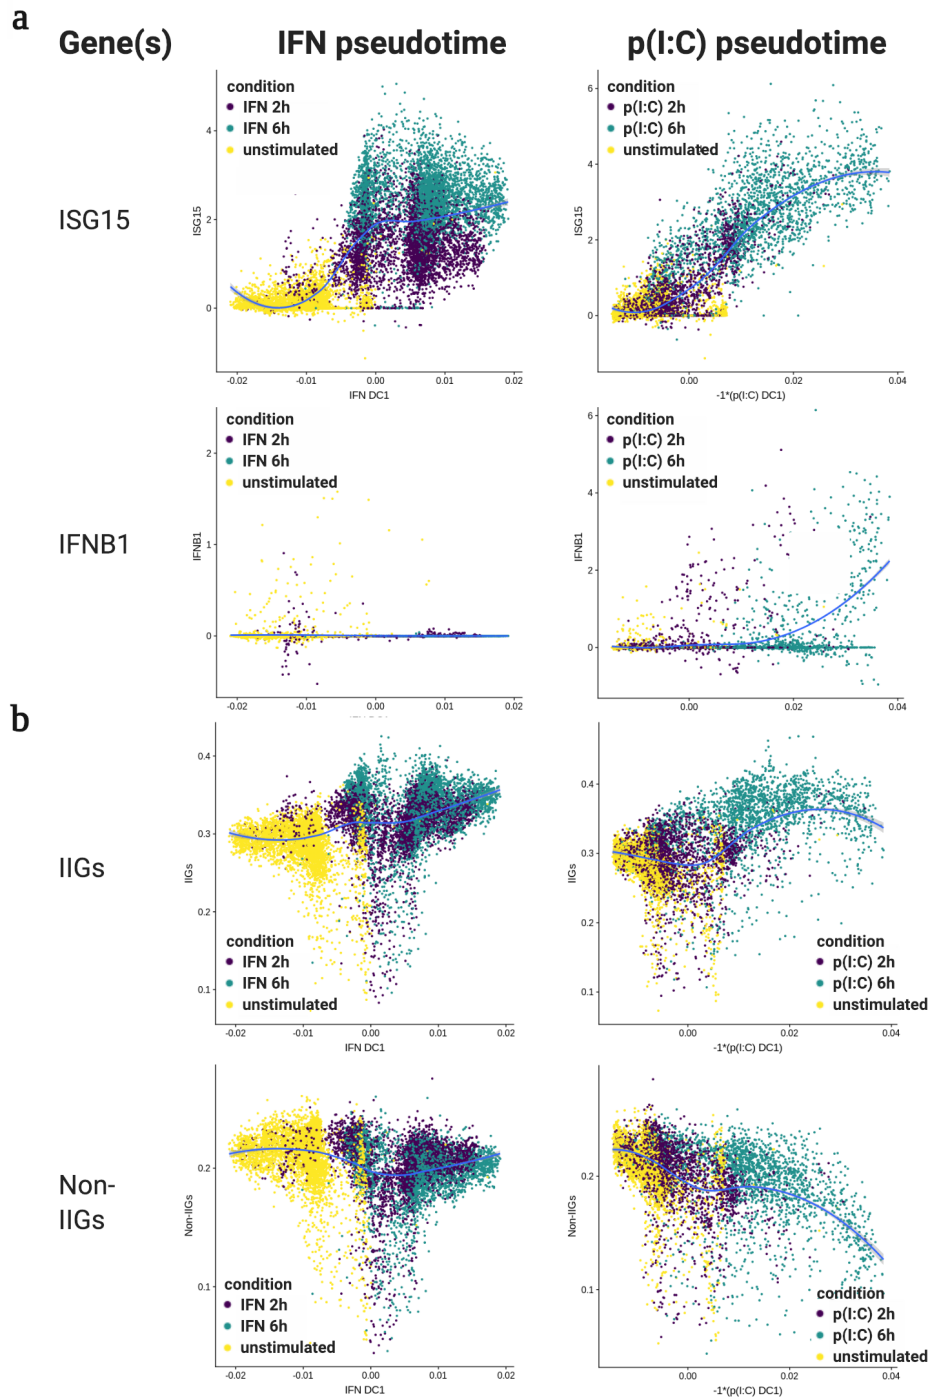 a
Gene(s) IFN pseudotime p(I:C) pseudotime
ISG15
condition
IFN 2h
IFN 6h
unstimulated
ISG15
4
2
0
-0.02 -0.01 0.00 0.01 0.02
IFN DC1
condition
p(I:C) 2h
p(I:C) 6h
unstimulated
ISG15
6
4
2
0
0.00 0.02 0.04
-1*(p(I:C) DC1)
IFNB1
condition
IFN 2h
IFN 6h
unstimulated
IFNB1
2
1
0
-0.02 -0.01 0.00 0.01 0.02
condition
p(I:C) 2h
p(I:C) 6h
unstimulated
IFNB1
6
4
2
0
0.00 0.02 0.04
b
IIGs
IIGs
0.4
0.3
0.2
0.1
condition
IFN 2h
IFN 6h
unstimulated
-0.02 -0.01 0.00 0.01 0.02
IFN DC1
IIGs
0.4
0.3
0.2
0.1
condition
p(I:C) 2h
p(I:C) 6h
unstimulated
0.00 0.02 0.04
-1*(p(I:C) DC1)
Non-
IIGs
Non-IIGs
0.2
0.1
condition
IFN 2h
IFN 6h
unstimulated
-0.02 -0.01 0.00 0.01 0.02
IFN DC1
Non-IIGs
0.2
0.1
condition
p(I:C) 2h
p(I:C) 6h
unstimulated
0.00 0.02 0.04
-1*(p(I:C) DC1)